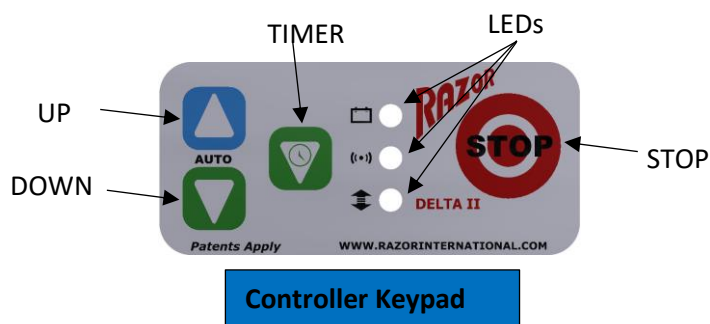 TIMER
LEDs
UP
DOWN
STOP
AUTO
RAZOR
STOP
DELTA II
Patents Apply
WWW.RAZORINTERNATIONAL.COM
Controller Keypad